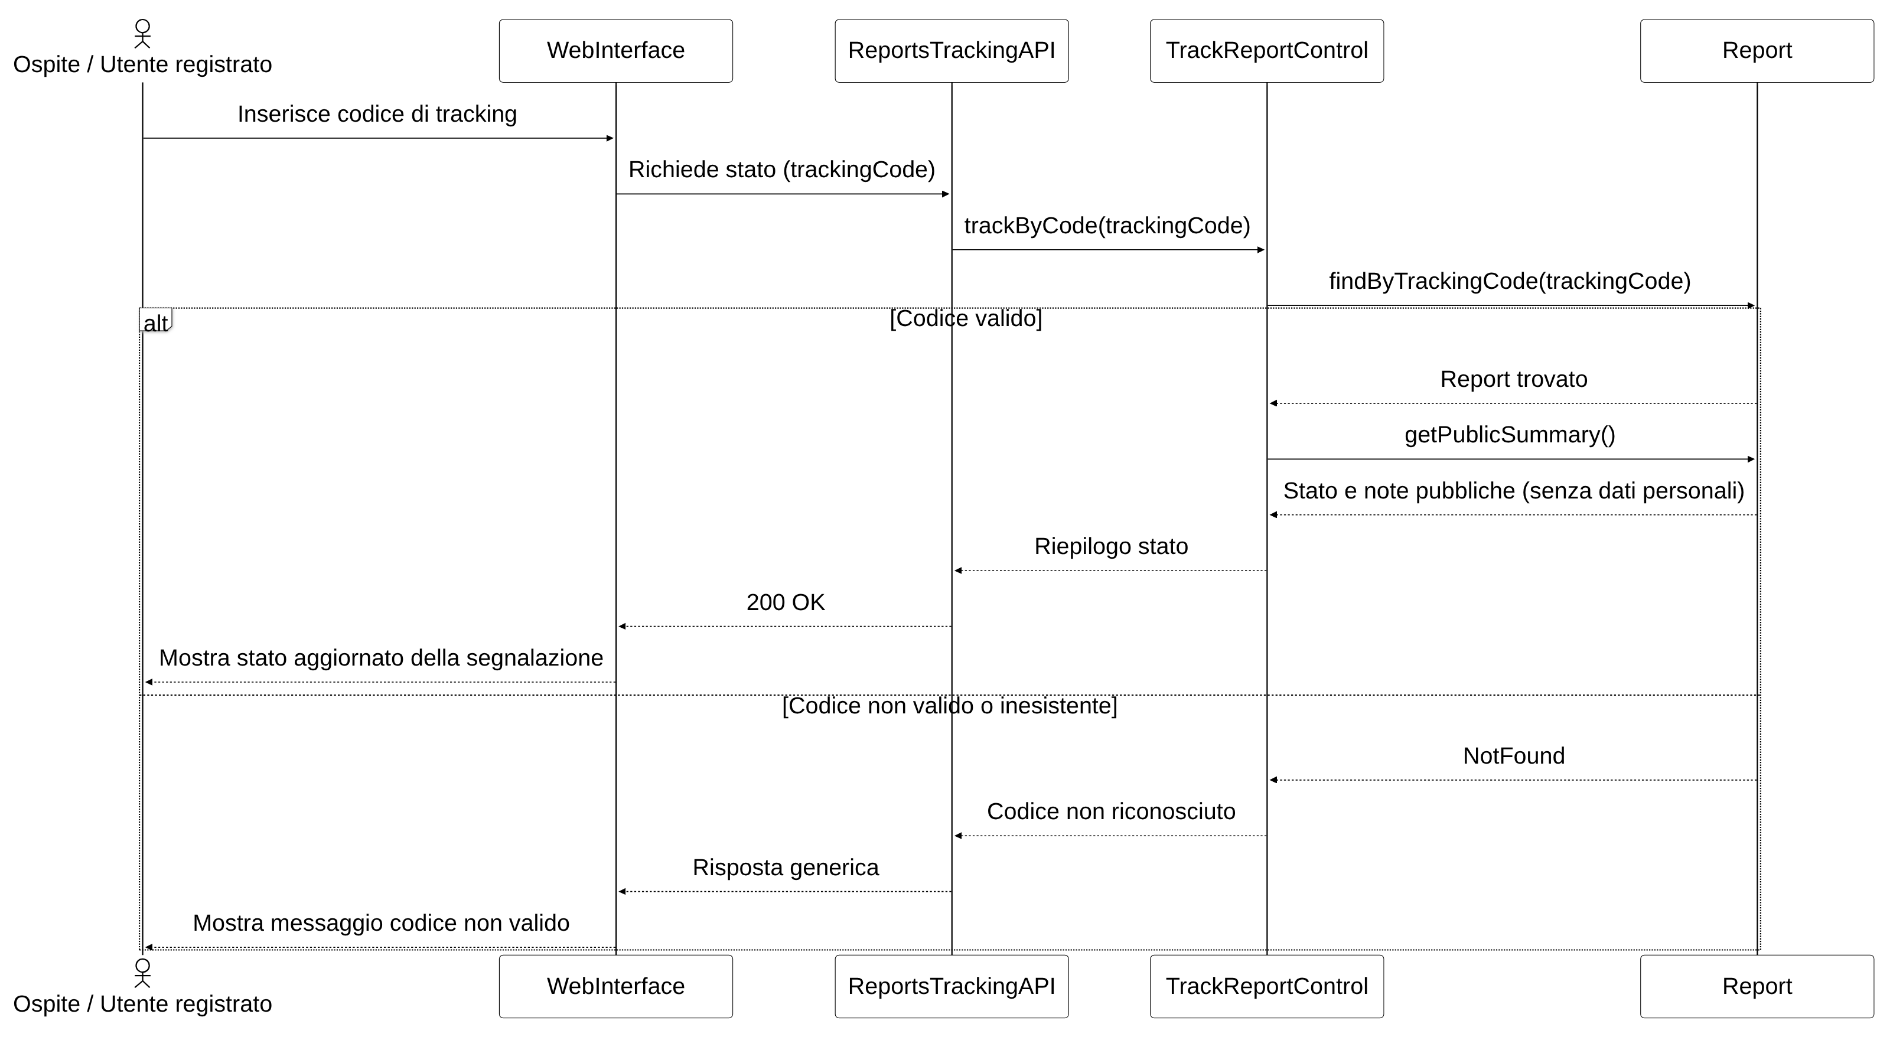 Ospite / Utente registrato
WebInterface
ReportsTrackingAPI
TrackReportControl
Report
Inserisce codice di tracking
Richiede stato (trackingCode)
trackByCode(trackingCode)
findByTrackingCode(trackingCode)
alt
[Codice valido]
Report trovato
getPublicSummary()
Stato e note pubbliche (senza dati personali)
Riepilogo stato
200 OK
Mostra stato aggiornato della segnalazione
[Codice non valido o inesistente]
NotFound
Codice non riconosciuto
Risposta generica
Mostra messaggio codice non valido
Ospite / Utente registrato
WebInterface
ReportsTrackingAPI
TrackReportControl
Report